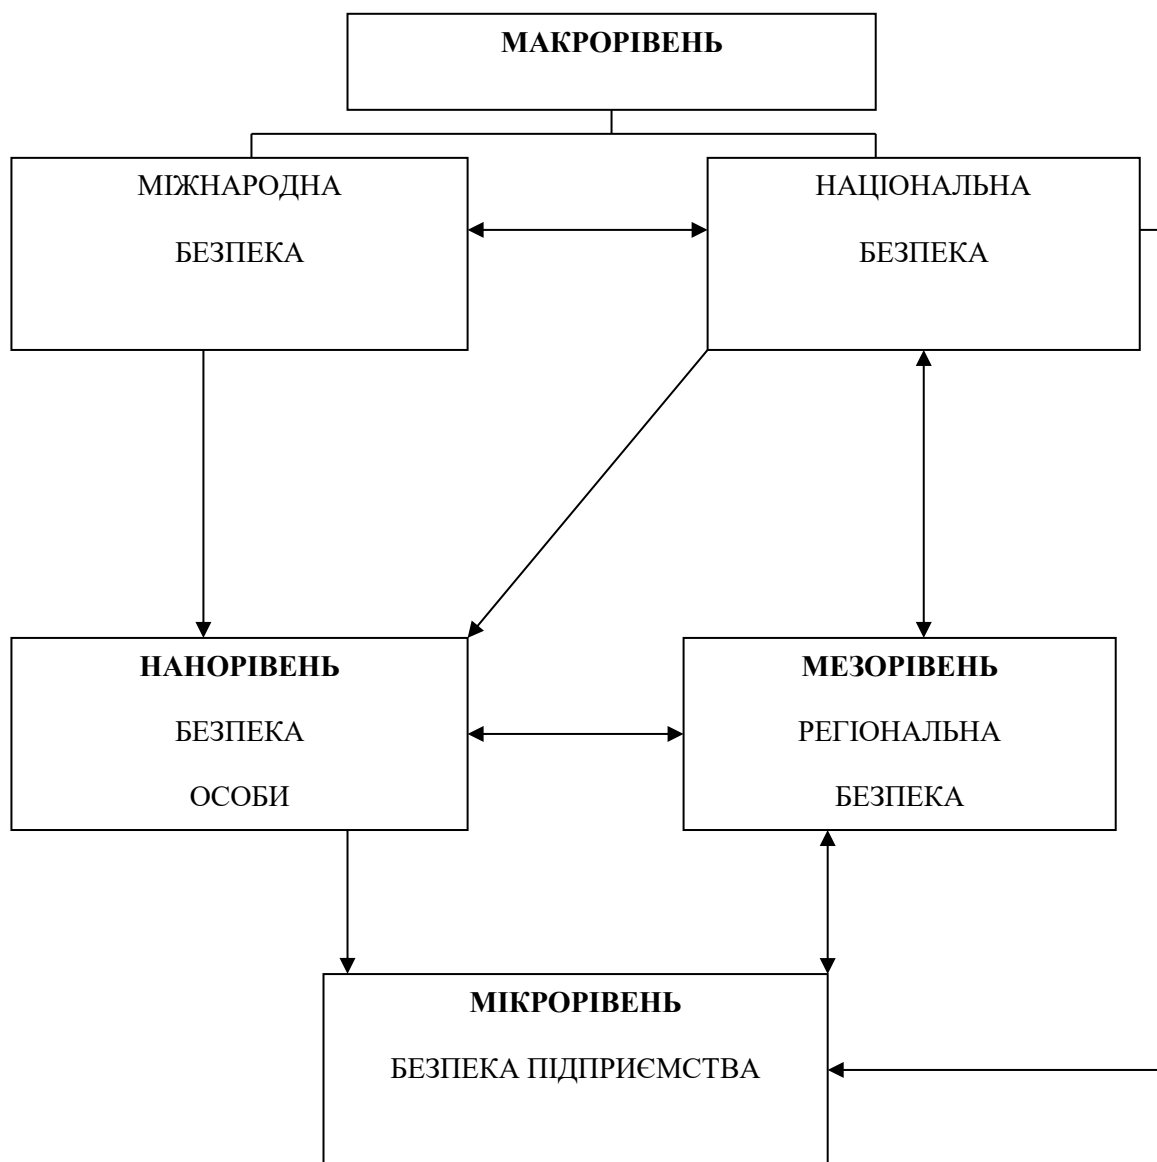 МАКРОРІВЕНЬ
МІЖНАРОДНА
БЕЗПЕКА
НАЦІОНАЛЬНА
БЕЗПЕКА
НАНОРІВЕНЬ
БЕЗПЕКА
ОСОБИ
МЕЗОРІВЕНЬ
РЕГІОНАЛЬНА
БЕЗПЕКА
МІКРОРІВЕНЬ
БЕЗПЕКА ПІДПРИЄМСТВА